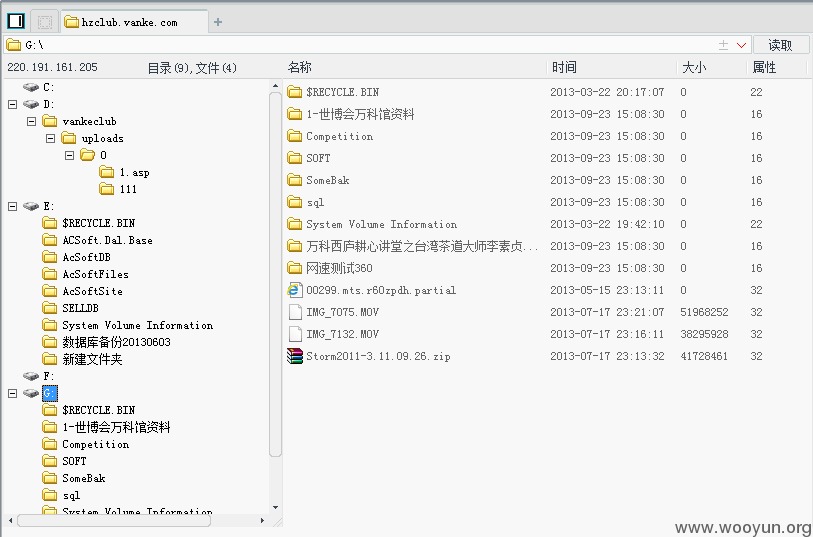 hzclub.vanke.com
G:\
读取
220.191.161.205
目录(9),文件(4)
名称 时间 大小 属性
C:
D:
vankeclub
uploads
0
1.asp
111
E:
$RECYCLE.BIN
ACSoft.Dal.Base
AcSoftDB
AcSoftFiles
AcSoftSite
SELLDB
System Volume Information
数据库备份20130603
新建文件夹
F:
G:
$RECYCLE.BIN
1-世博会万科馆资料
Competition
SOFT
SomeBak
sql
System Volume Information
$RECYCLE.BIN 2013-03-22 20:17:07 0 22
1-世博会万科馆资料 2013-09-23 15:08:30 0 16
Competition 2013-09-23 15:08:30 0 16
SOFT 2013-09-23 15:08:30 0 16
SomeBak 2013-09-23 15:08:30 0 16
sql 2013-09-23 15:08:30 0 16
System Volume Information 2013-03-22 19:42:10 0 22
万科西庐耕心讲堂之台湾茶道大师李素贞... 2013-09-23 15:08:30 0 16
网速测试360 2013-09-23 15:08:30 0 16
00299.mts.r60zpdh.partial 2013-05-15 23:13:11 0 32
IMG_7075.MOV 2013-07-17 23:21:07 51968252 32
IMG_7132.MOV 2013-07-17 23:16:11 38295928 32
Storm2011-3.11.09.26.zip 2013-07-17 23:13:32 41728461 32
www.wooyun.org